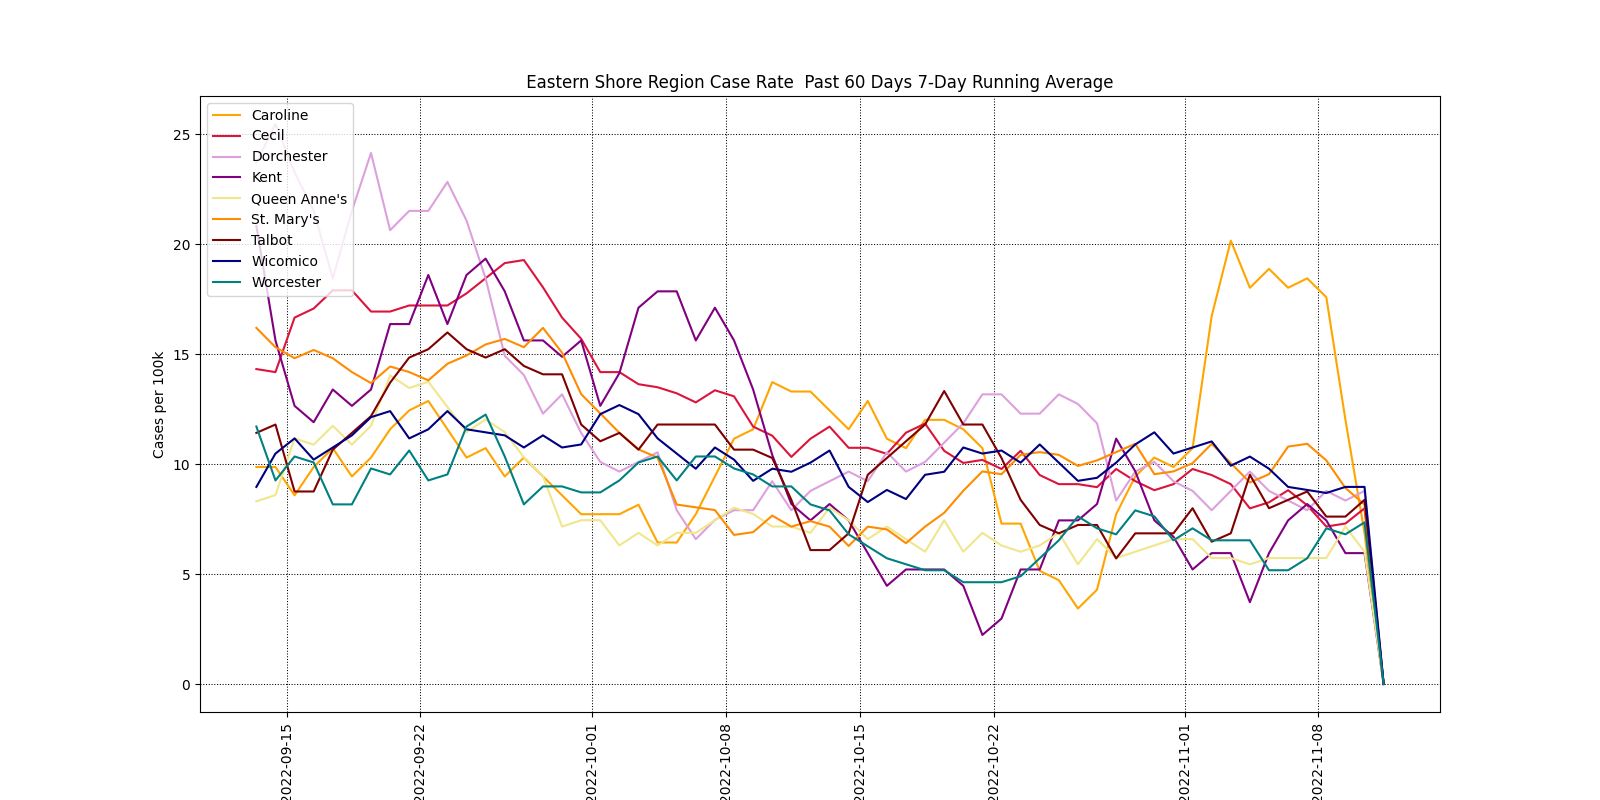 Eastern Shore Region Case Rate  Past 60 Days 7-Day Running Average
Cases per 100k
25
20
15
10
5
0
Caroline
Cecil
Dorchester
Kent
Queen Anne's
St. Mary's
Talbot
Wicomico
Worcester
2022-09-15
2022-09-22
2022-10-01
2022-10-08
2022-10-15
2022-10-22
2022-11-01
2022-11-08